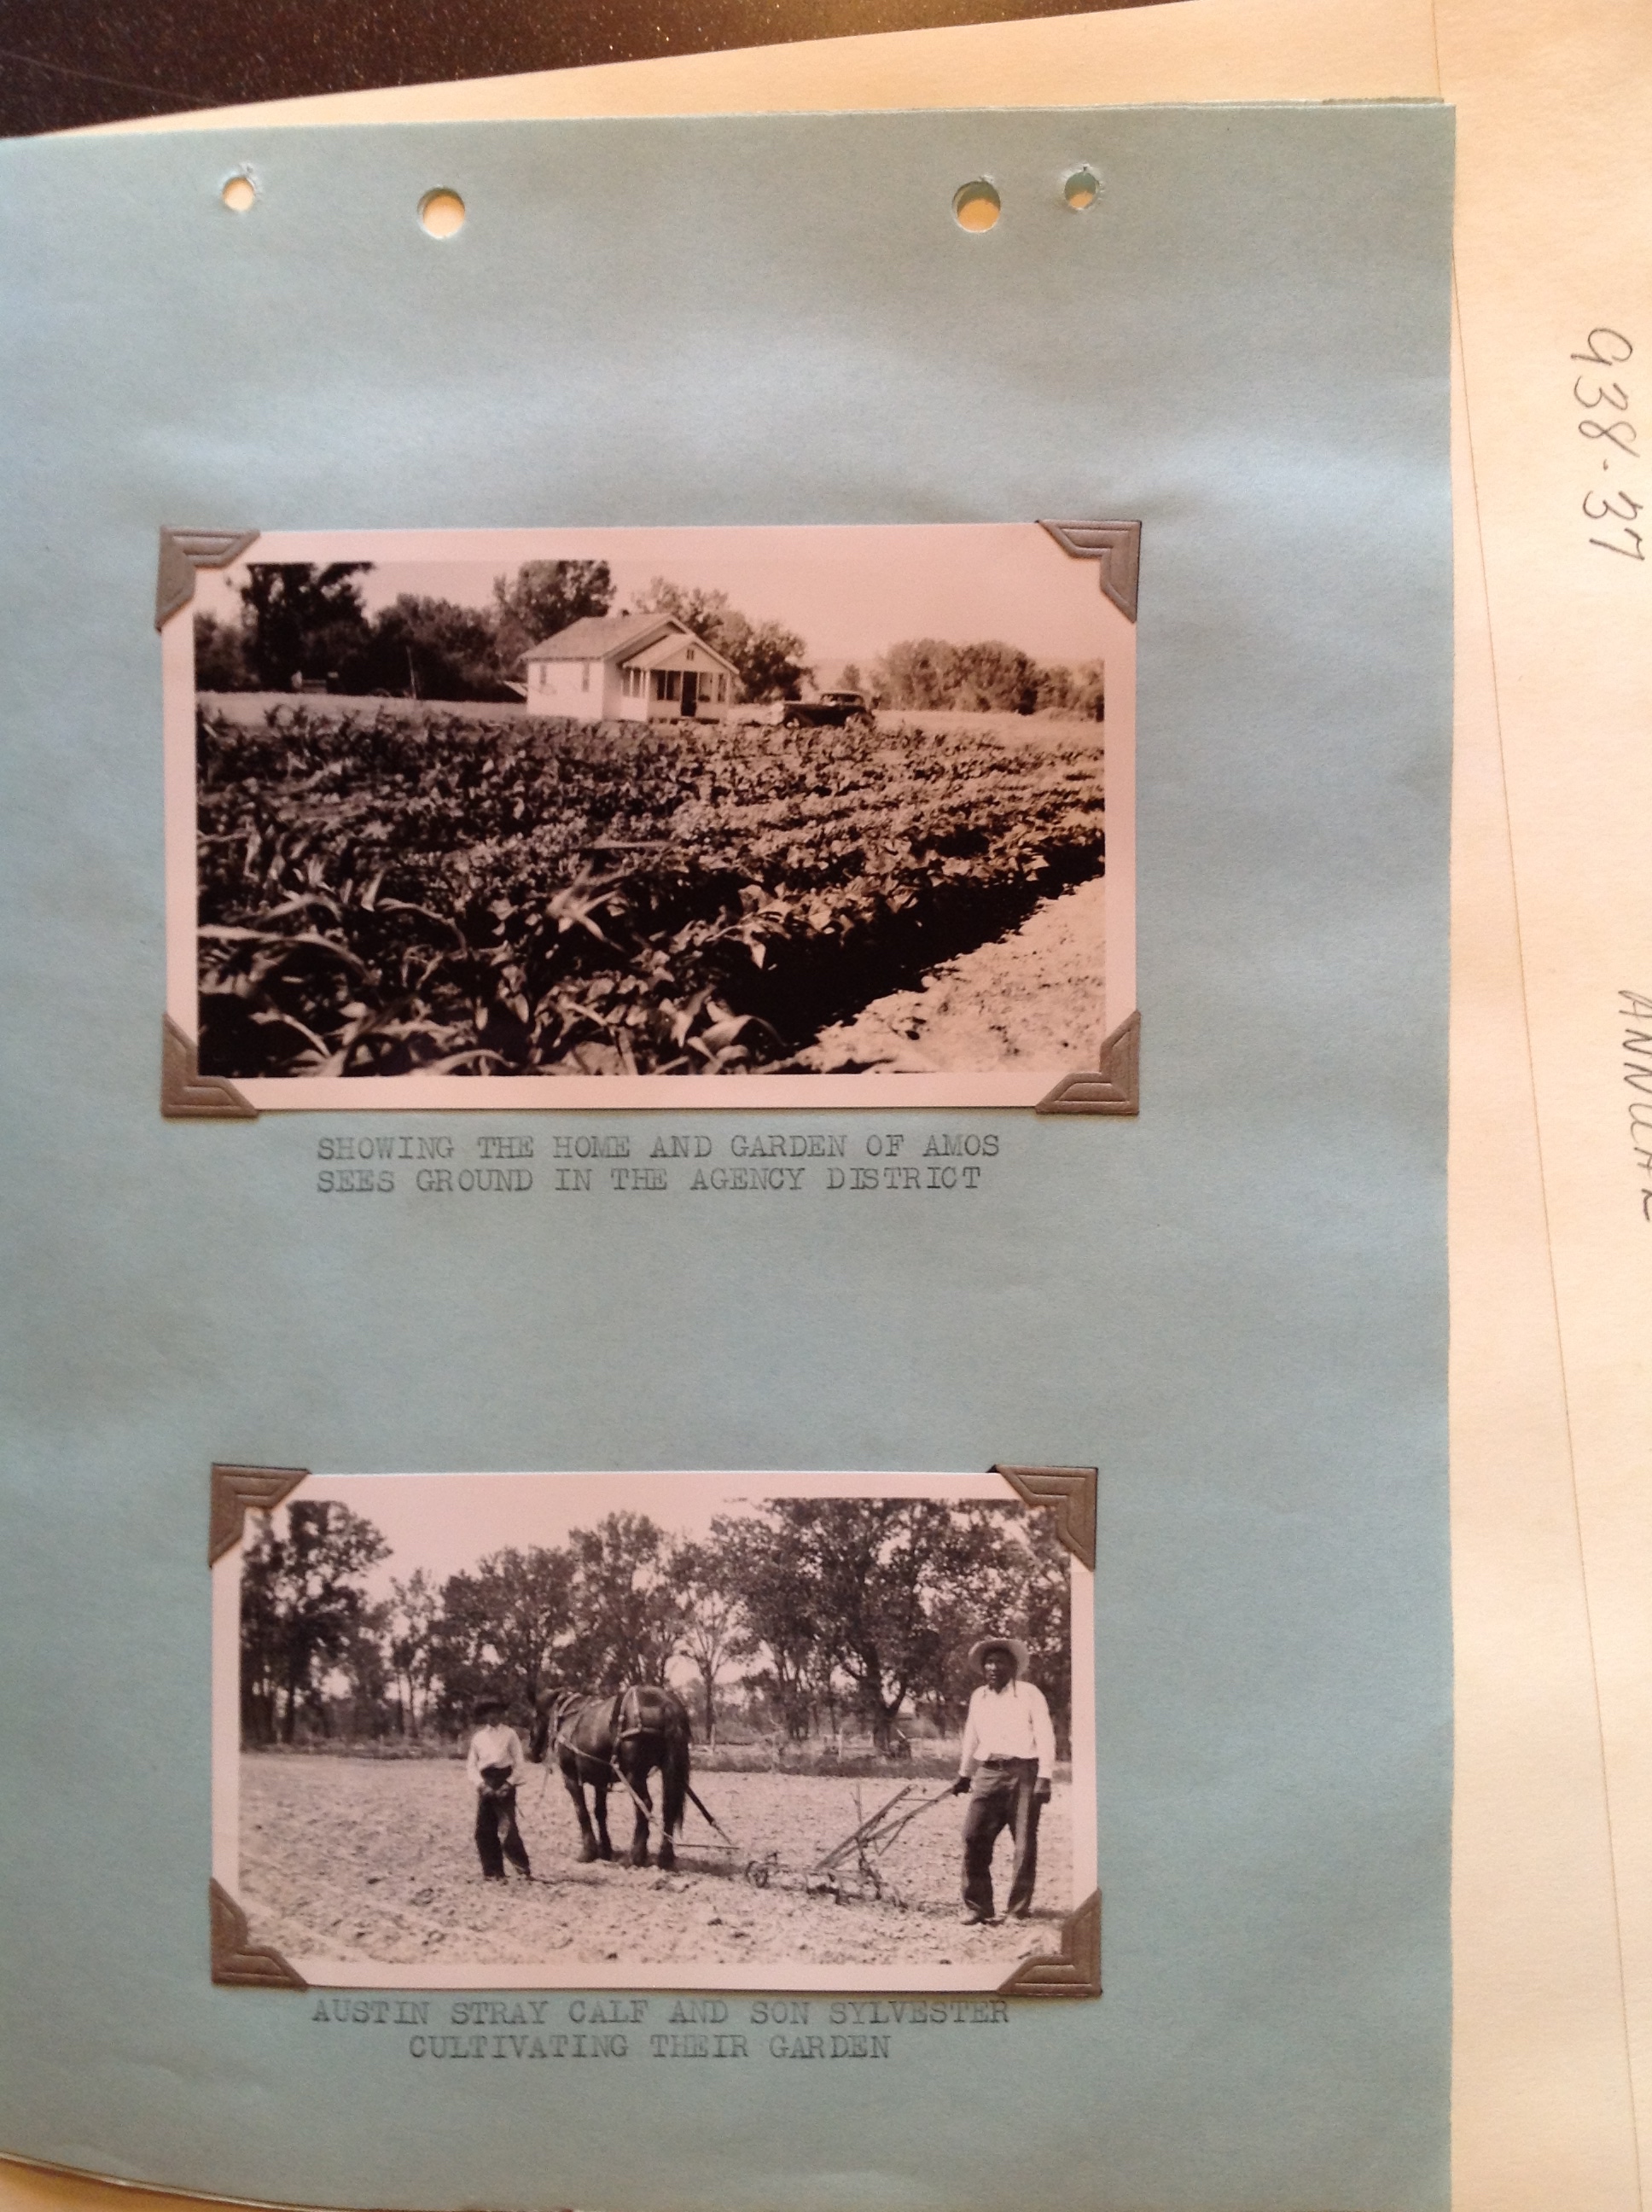 SHOWING THE HOME AND GARDEN OF AMOS
SEES GROUND IN THE AGENCY DISTRICT
AUSTIN STRAY CALF AND SON SYLVESTER
CULTIVATING THEIR GARDEN
938-37